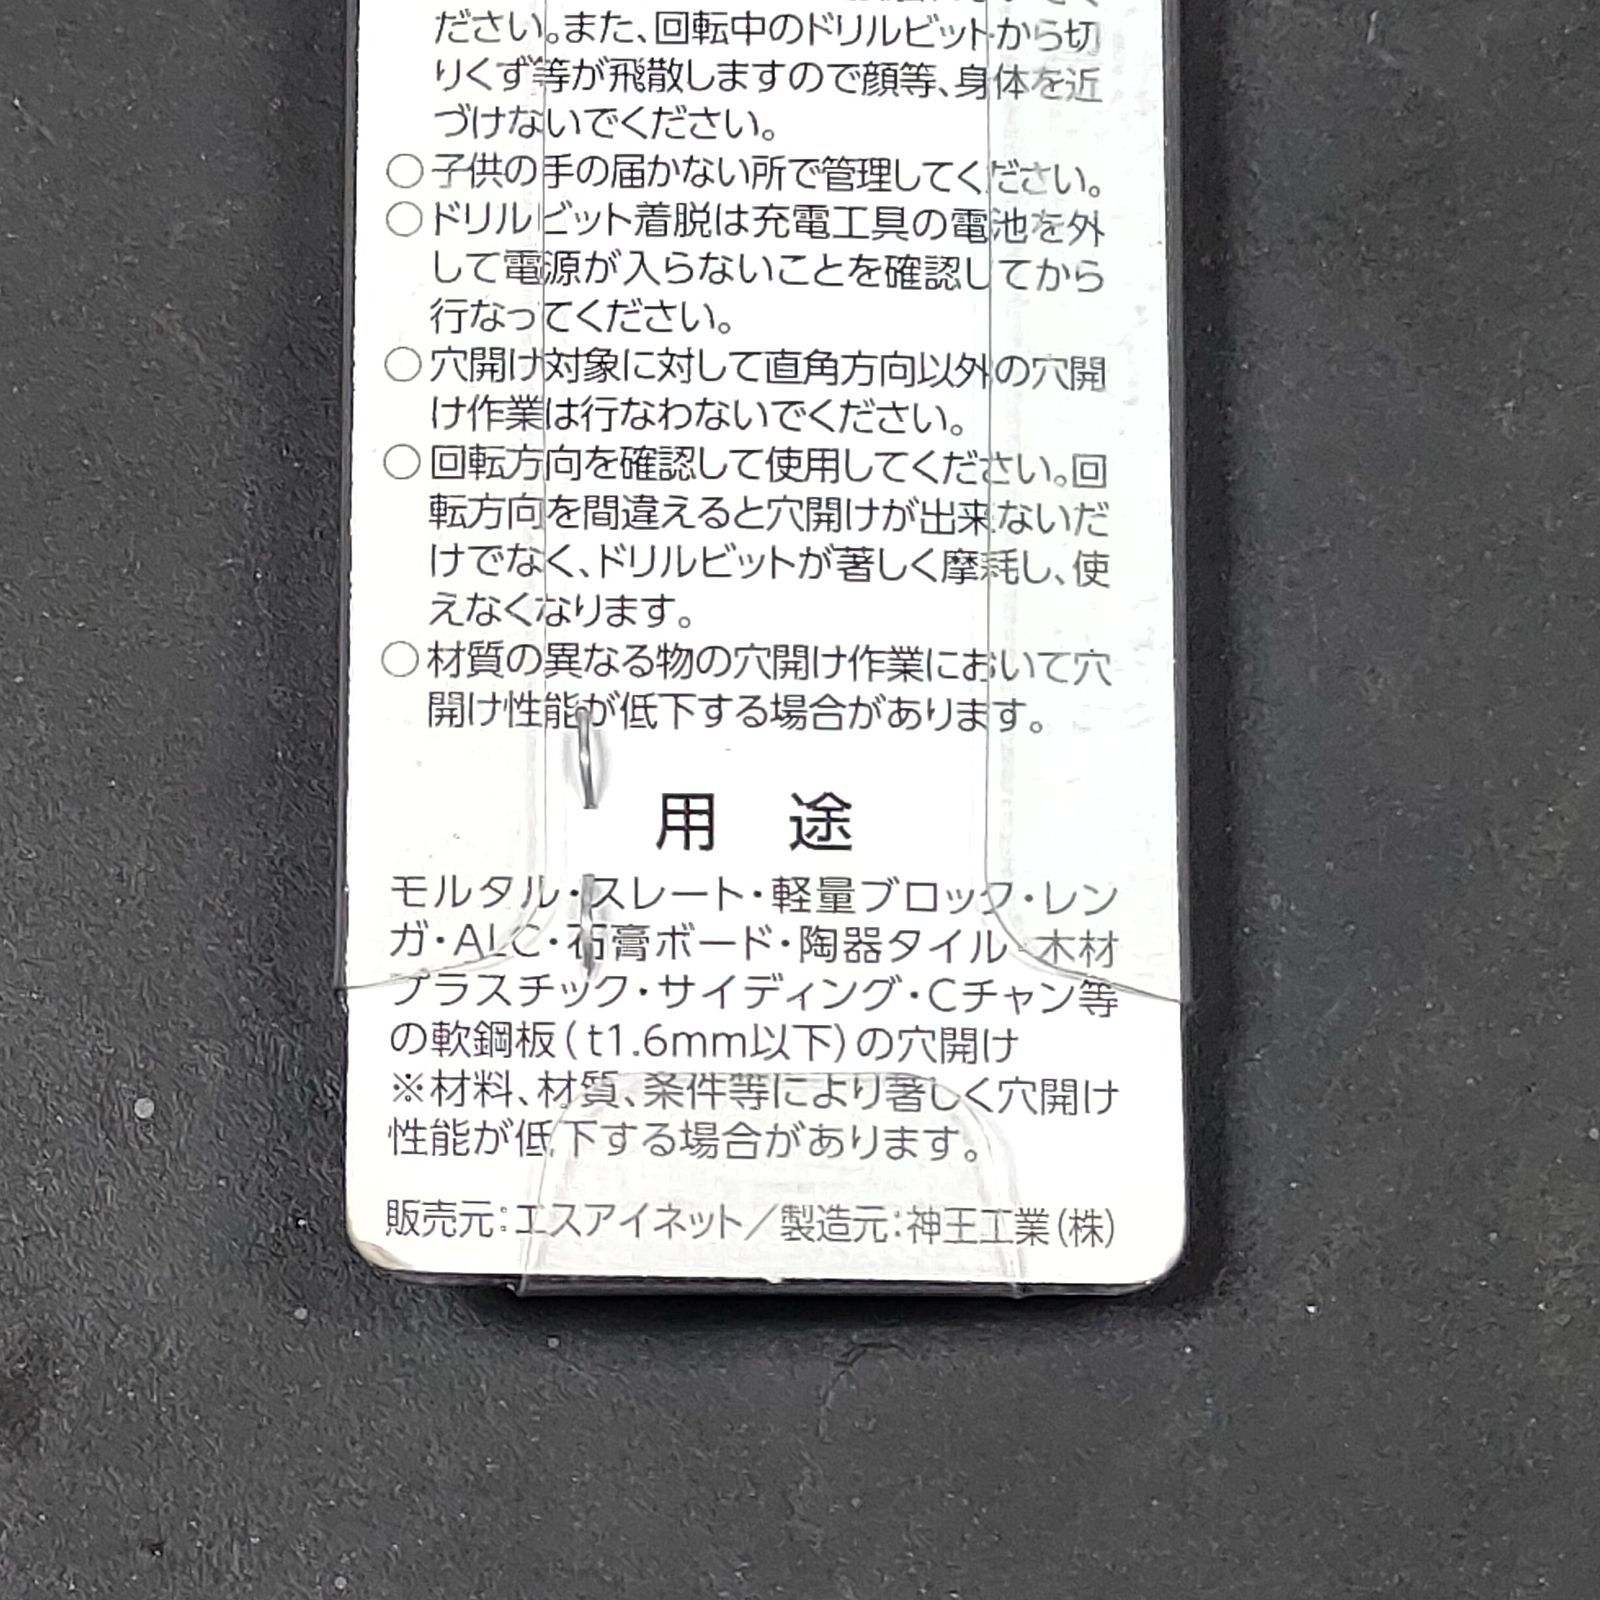 ださい。また、回転中のドリルビットから切
りくず等が飛散しますので顔等、身体を近
づけないでください。
○子供の手の届かない所で管理してください。
○ドリルビット着脱は充電工具の電池を外
して電源が入らないことを確認してから
行なってください。
○穴開け対象に対して直角方向以外の穴開
け作業は行なわないでください。
○回転方向を確認して使用してください。回
転方向を間違えると穴開けが出来ないだ
けでなく、ドリルビットが著しく摩耗し、使
えなくなります。
○材質の異なる物の穴開け作業において穴
開け性能が低下する場合があります。
用 途
モルタル・スレート・軽量ブロック・レン
ガ・ALC・石膏ボード・陶器タイル・木材
プラスチック・サイディング・Cチャン等
の軟鋼板(t1.6mm以下)の穴開け
※材料、材質、条件等により著しく穴開け
性能が低下する場合があります。
販売元:エスアイネット/製造元:神王工業(株)